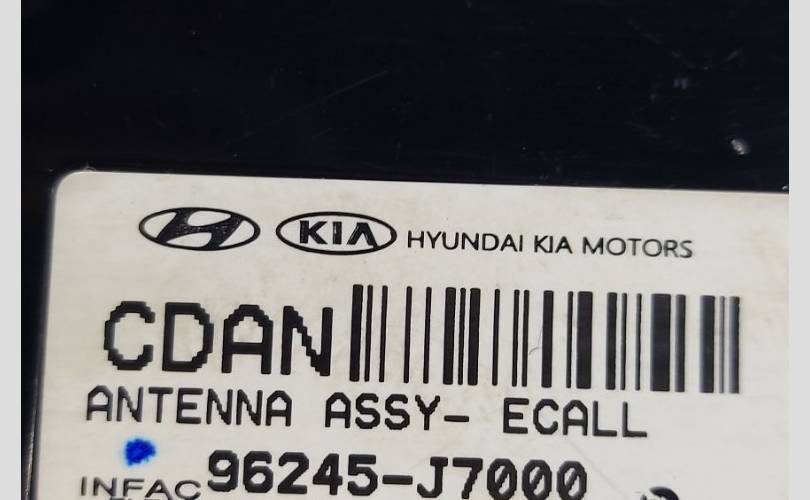 KIA HYUNDAI KIA MOTORS
CDAN
ANTENNA ASSY- ECALL
INFAC 96245-J7000